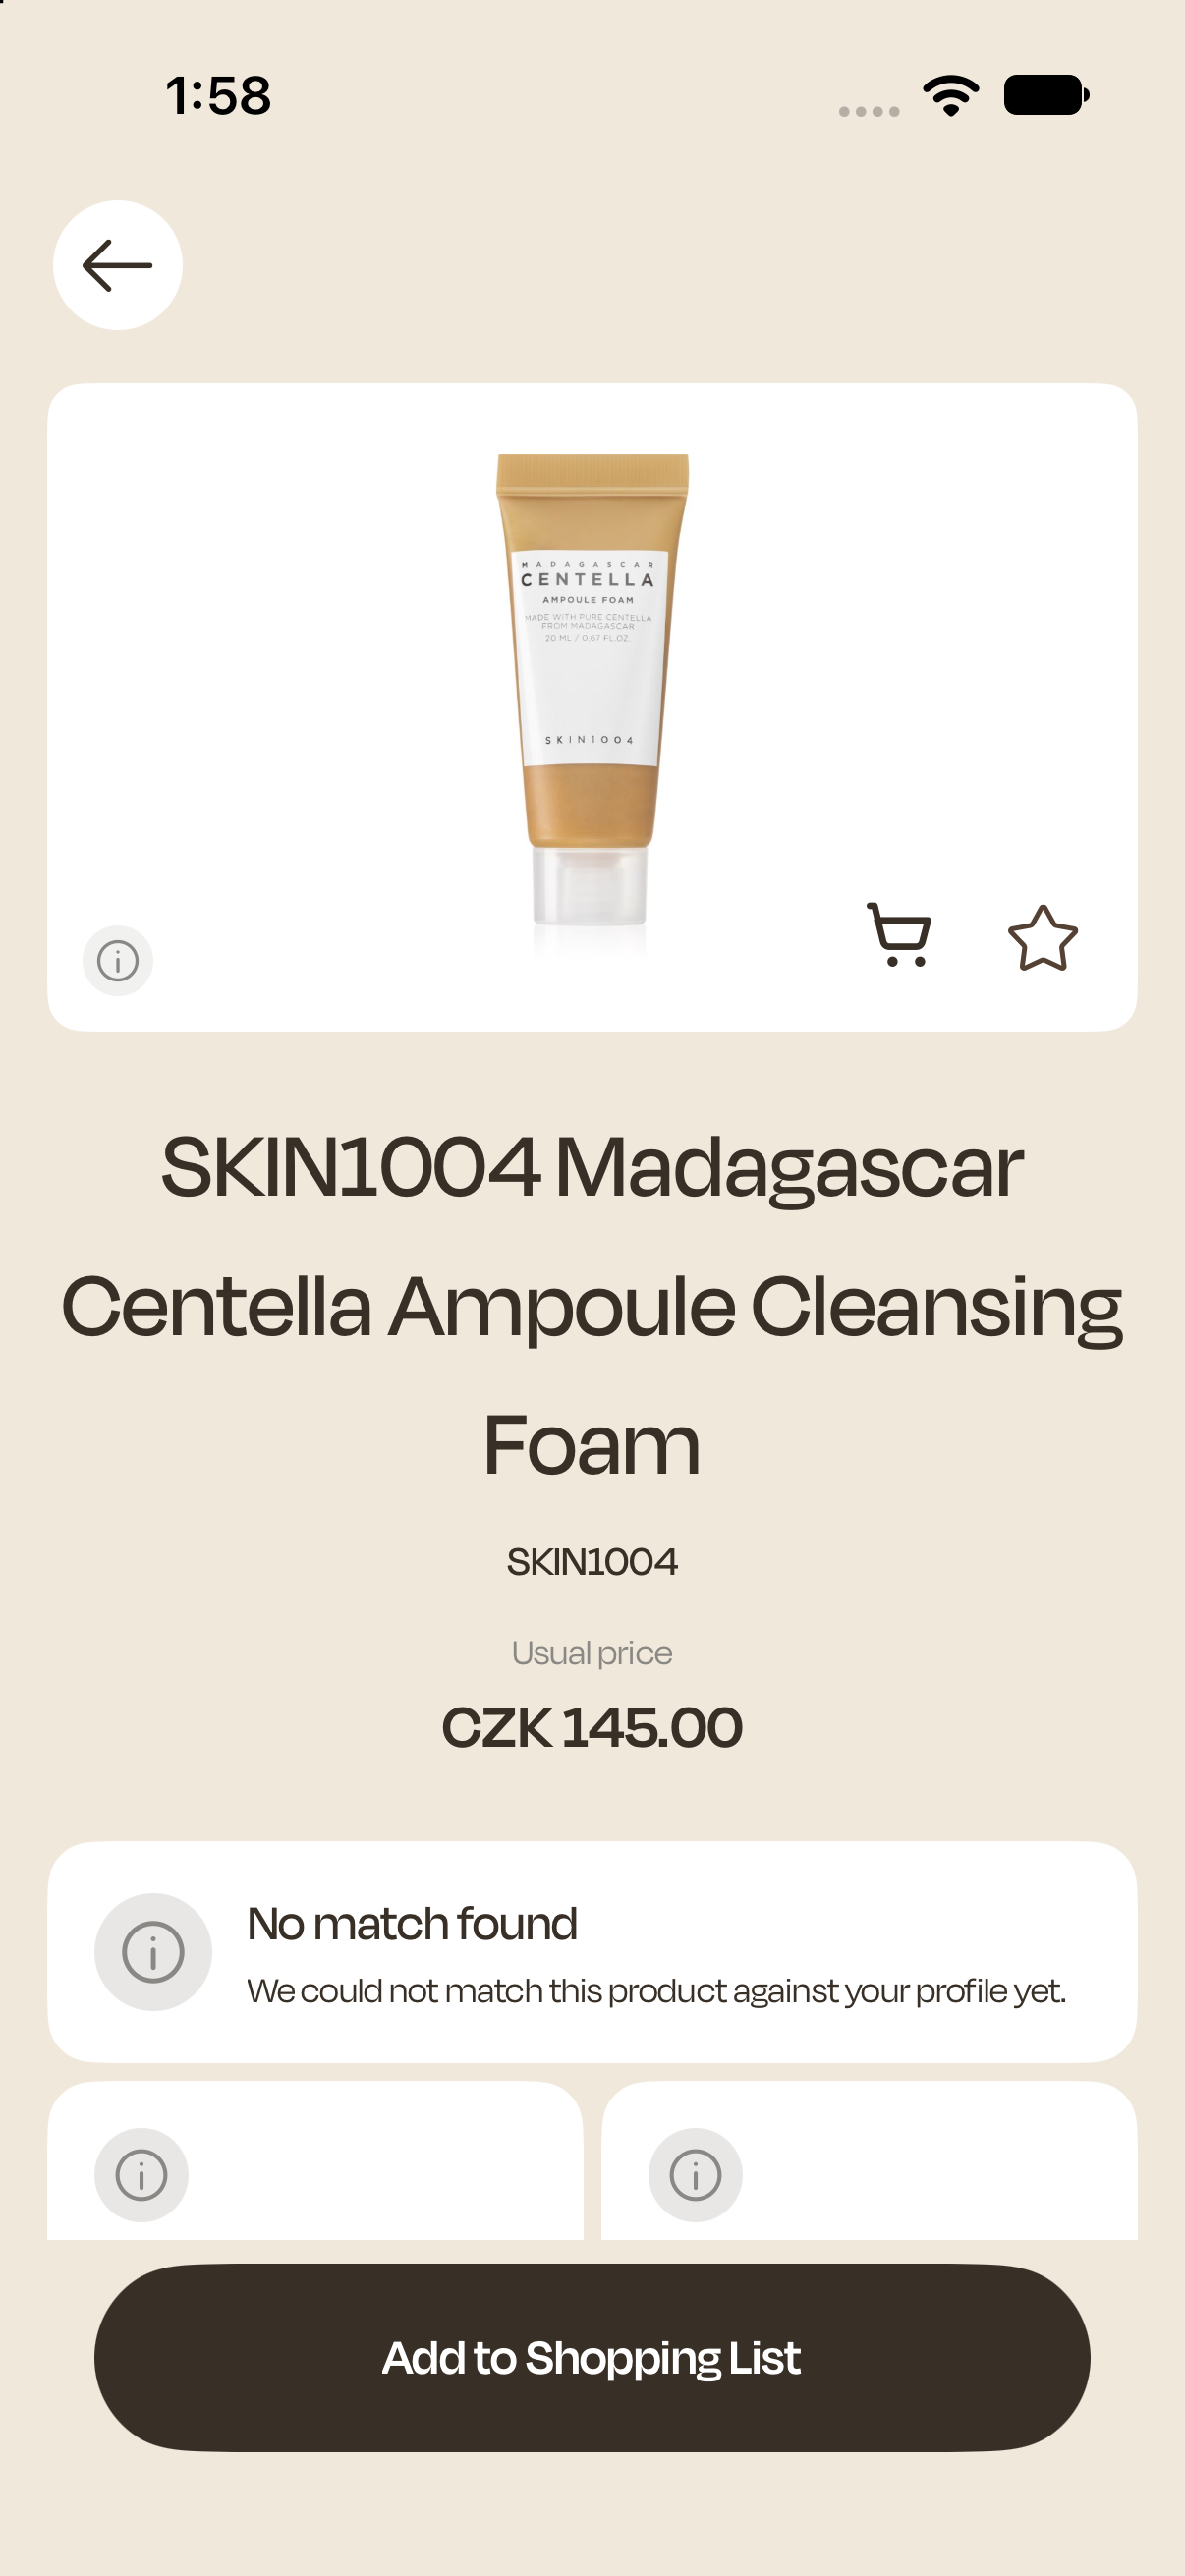 1:58
MADAGASCAR
CENTELLA
AMPOULE FOAM
MADE WITH PURE CENTELLA
FROM MADAGASCAR
20 ML / 0.67 FL.OZ.
SKIN1004
SKIN1004 Madagascar
Centella Ampoule Cleansing
Foam
SKIN1004
Usual price
CZK 145.00
No match found
We could not match this product against your profile yet.
Add to Shopping List